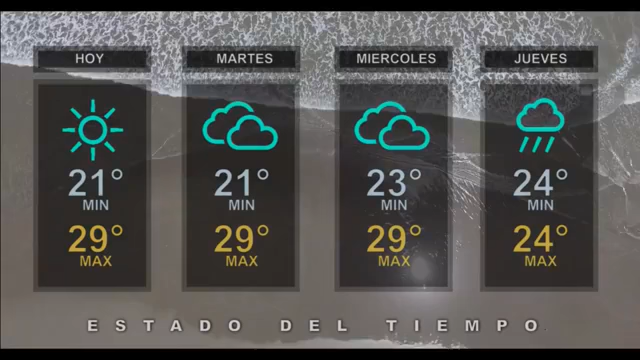 HOY
21°
MIN
29°
MAX
MARTES
21°
MIN
29°
MAX
MIERCOLES
23°
MIN
29°
MAX
JUEVES
24°
MIN
24°
MAX
ESTADO DEL TIEMPO